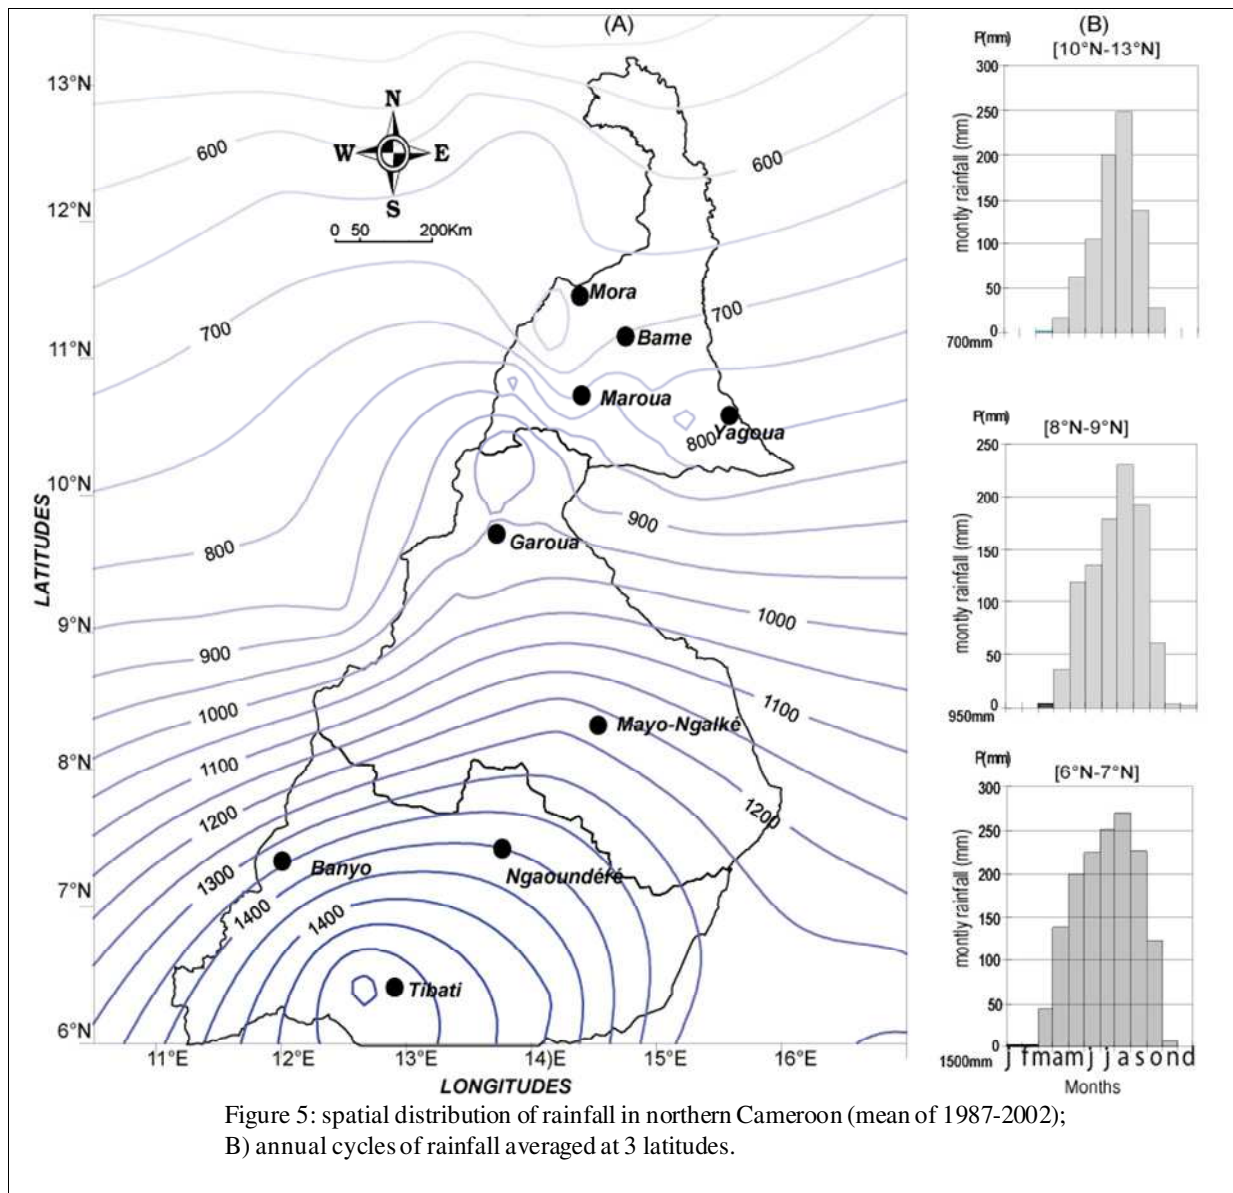 (A)
13°N
12°N
11°N
10°N
9°N
8°N
7°N
6°N
LATITUDES
N
W
E
S
0 50 200Km
600
600
700
700
800
800
900
900
1000
1000
1100
1100
1200
1200
1300
1400
1400
Mora
Bame
Maroua
Yagoua
Garoua
Mayo-Ngalké
Banyo
Ngaoundéré
Tibati
11°E 12°E 13°E 14)E 15°E 16°E
LONGITUDES
(B)
P(mm)
[10°N-13°N]
montly rainfall (mm)
300
250
200
150
100
50
0
700mm
P(mm)
[8°N-9°N]
montly rainfall (mm)
250
200
150
100
50
0
950mm
P(mm)
[6°N-7°N]
montly rainfall (mm)
300
250
200
150
100
50
0
1500mm
j f m a m j j a s o n d
Months
Figure 5: spatial distribution of rainfall in northern Cameroon (mean of 1987-2002);
B) annual cycles of rainfall averaged at 3 latitudes.